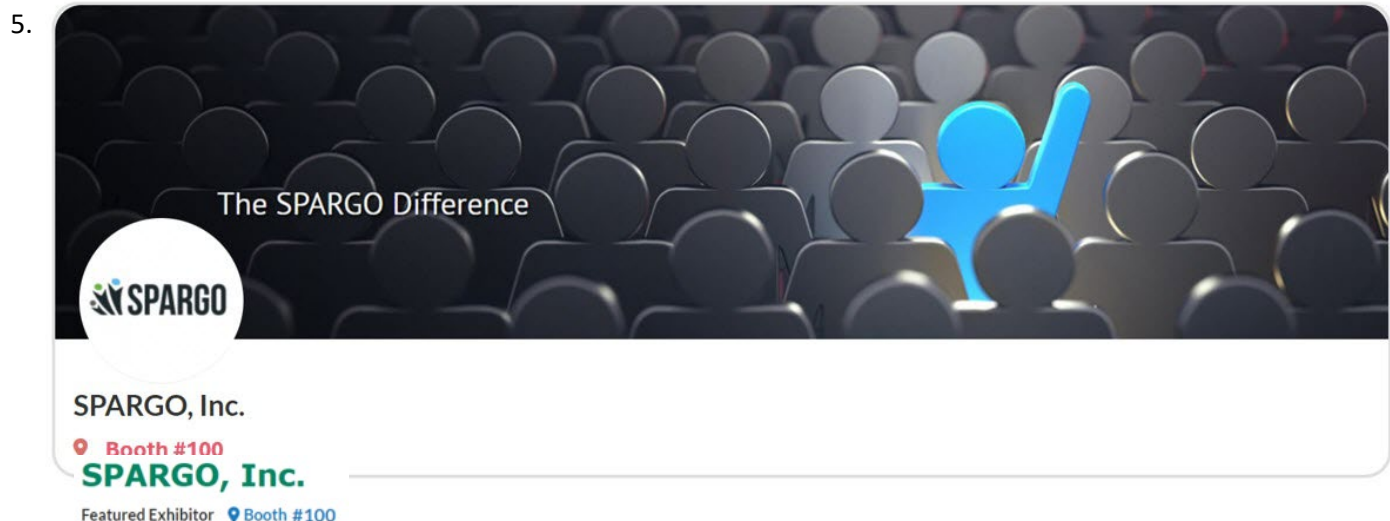 5.
The SPARGO Difference
SPARGO
SPARGO, Inc.
Booth #100
SPARGO, Inc.
Featured Exhibitor Booth #100